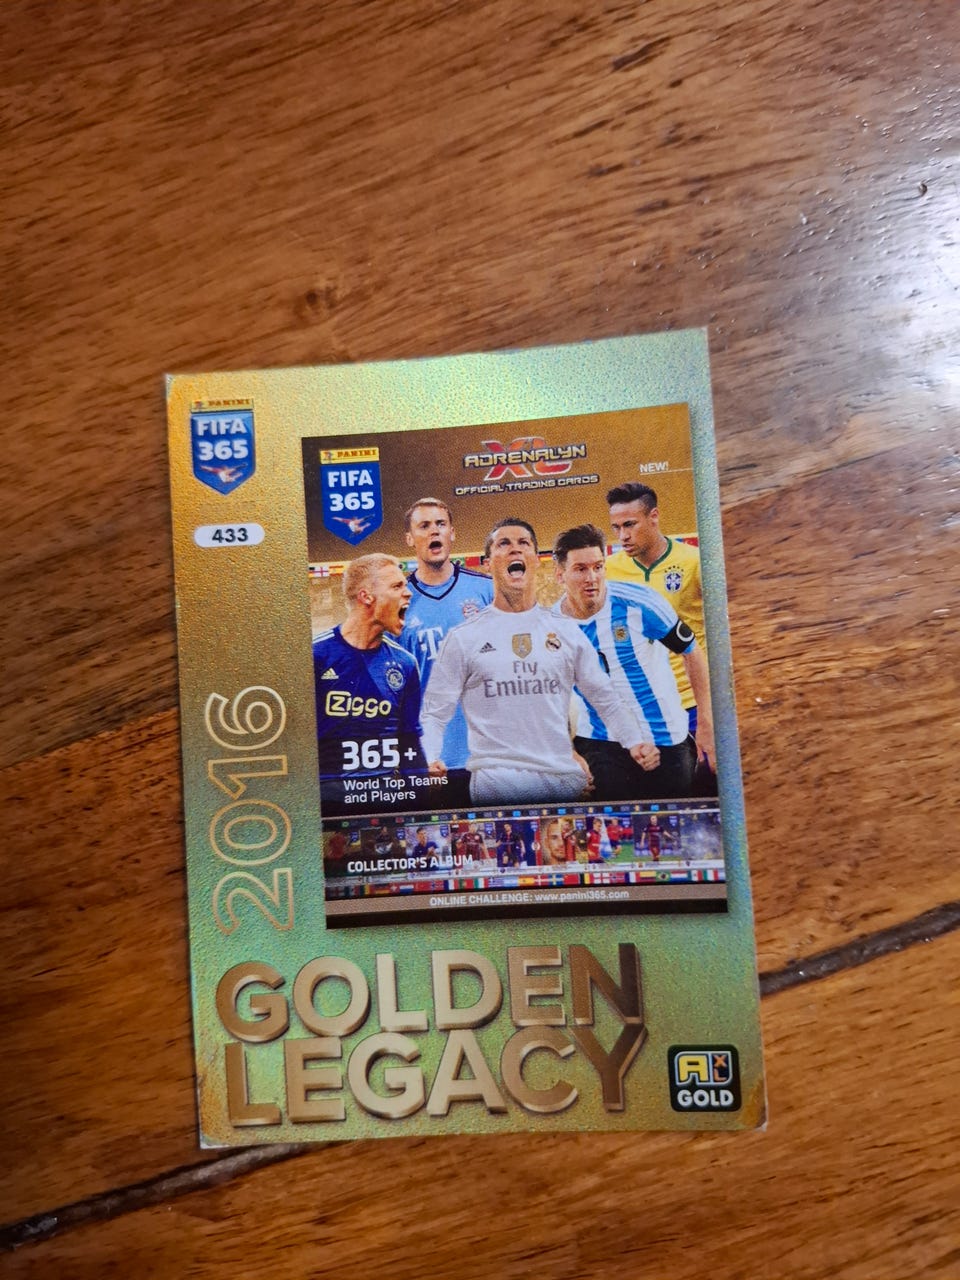 PANINI
FIFA
365
433
2016
PANINI
FIFA
365
ADRENALYN
XL
OFFICIAL TRADING CARDS
NEW!
Ziggo
T
Fly
Emirates
365+
World Top Teams
and Players
COLLECTOR'S ALBUM
ONLINE CHALLENGE: www.panini365.com
GOLDEN
LEGACY
AXL
GOLD